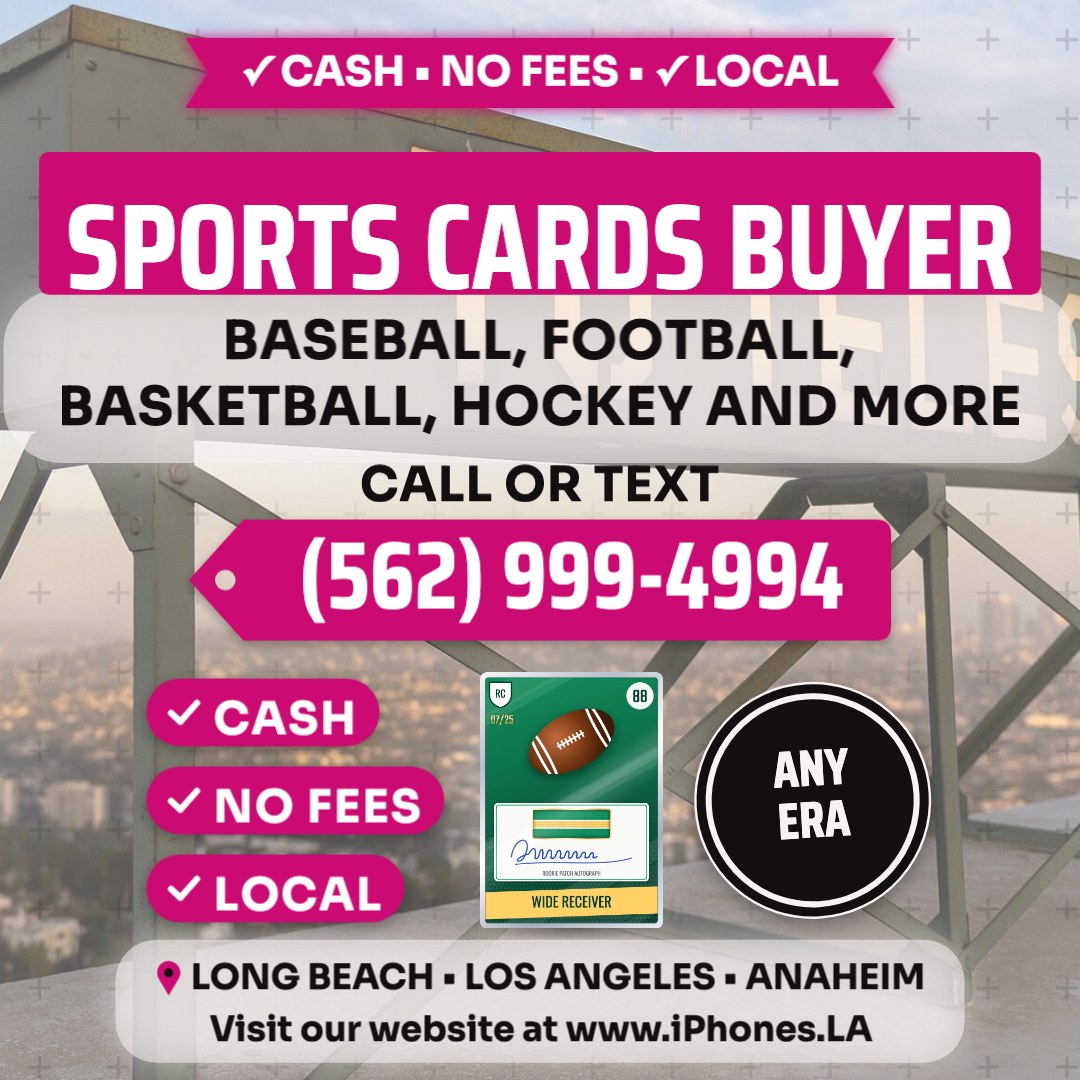 ✓CASH ▪ NO FEES ▪ ✓LOCAL
SPORTS CARDS BUYER
BASEBALL, FOOTBALL,
BASKETBALL, HOCKEY AND MORE
CALL OR TEXT
(562) 999-4994
✓ CASH
✓ NO FEES
✓ LOCAL
RC
88
07/25
ROOKIE PATCH AUTOGRAPH
WIDE RECEIVER
ANY
ERA
LONG BEACH ▪ LOS ANGELES ▪ ANAHEIM
Visit our website at www.iPhones.LA